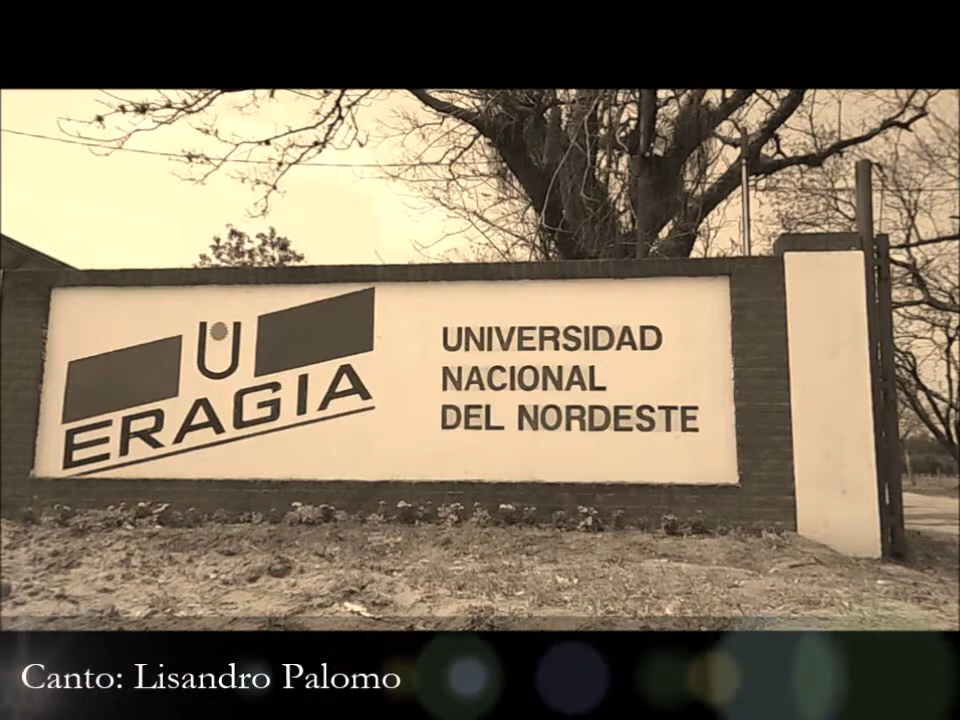 ERAGIA
UNIVERSIDAD
NACIONAL
DEL NORDESTE
Canto: Lisandro Palomo